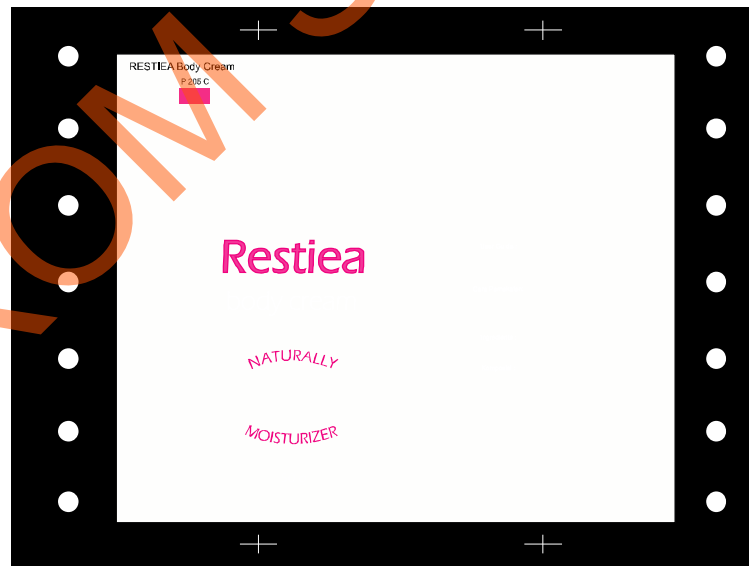 RESTIEA Body Cream
P 205 C
Restiea
NATURALLY
MOISTURIZER